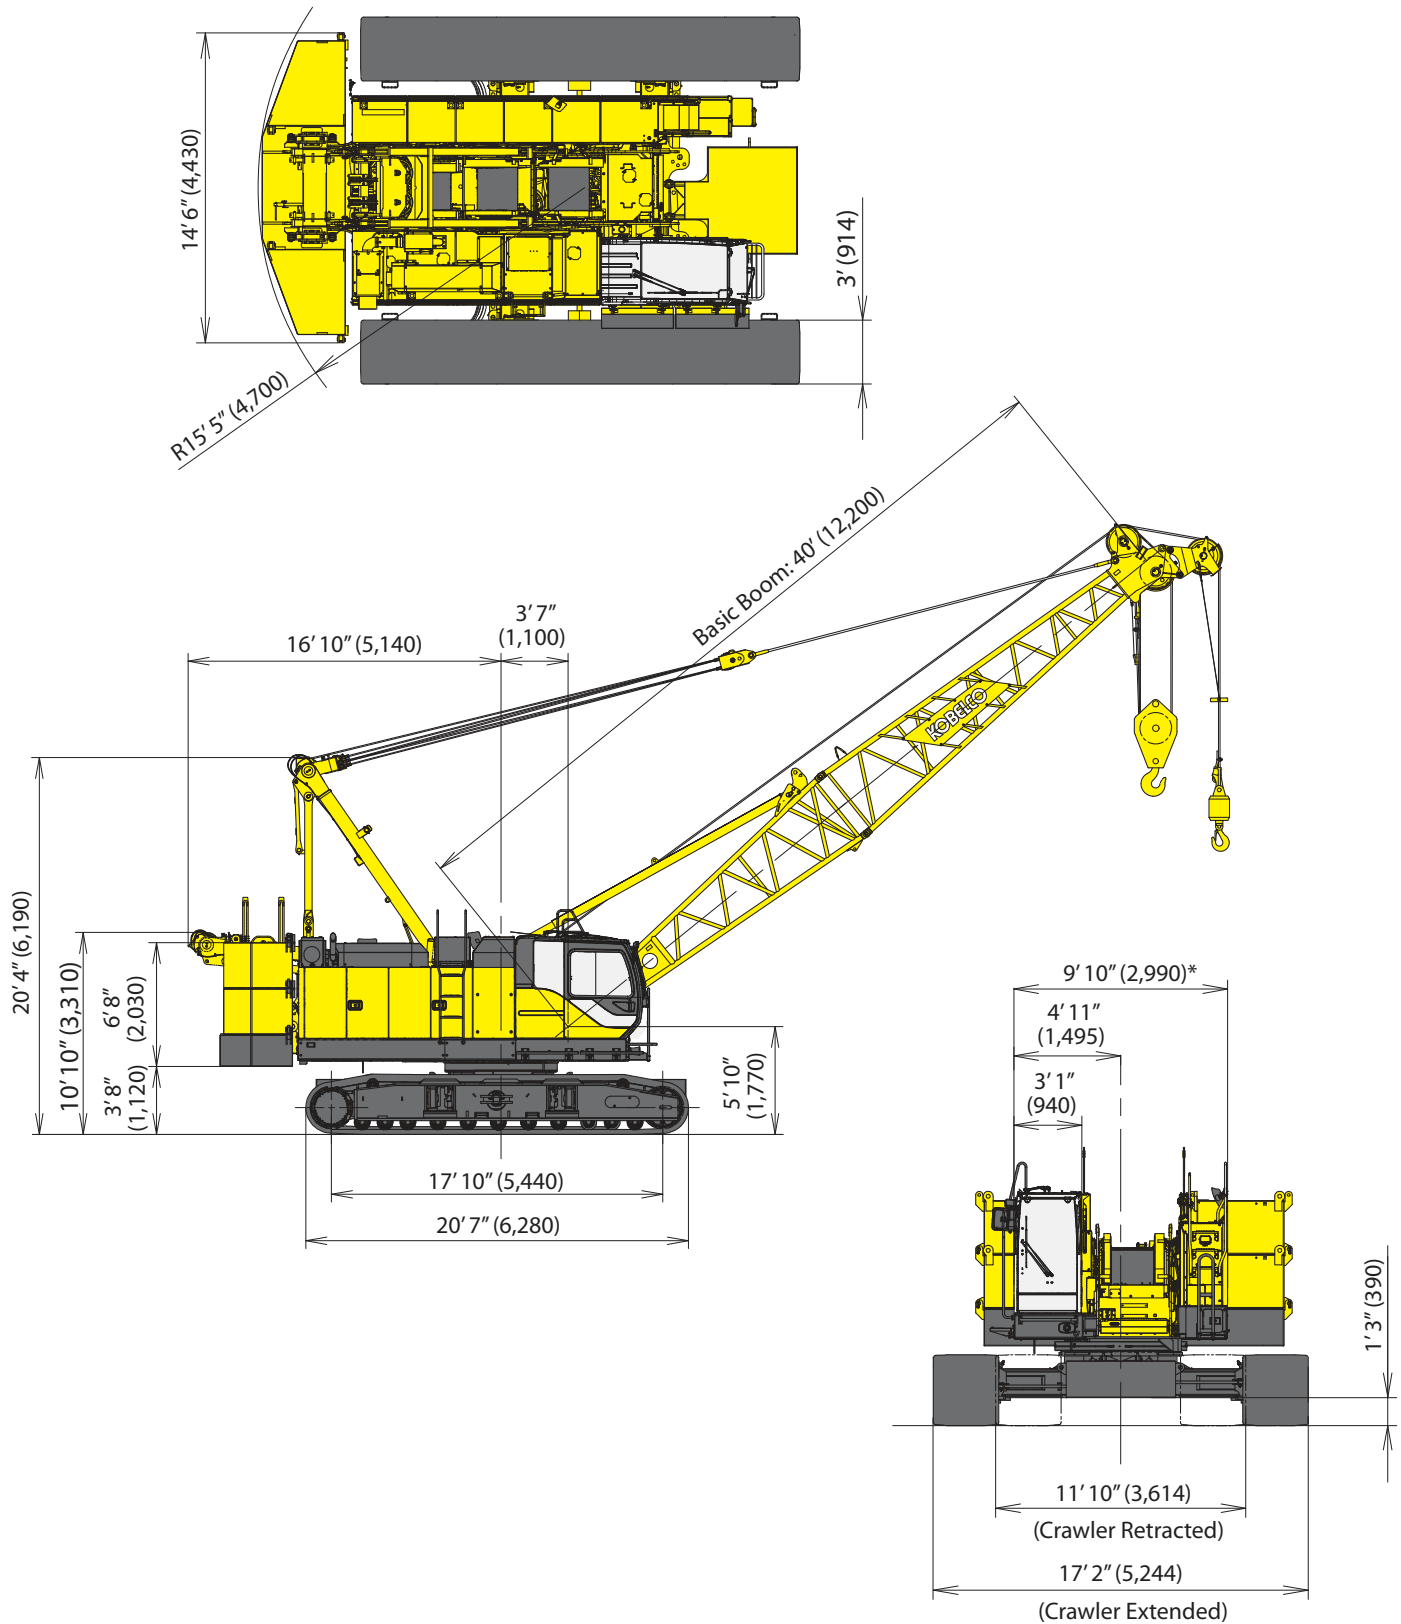 14' 6" (4,430)
3' (914)
R15' 5" (4,700)
Basic Boom: 40' (12,200)
3' 7"
(1,100)
16' 10" (5,140)
KOBELCO
20' 4" (6,190)
10' 10" (3,310)
6' 8"
(2,030)
3' 8"
(1,120)
5' 10"
(1,770)
17' 10" (5,440)
20' 7" (6,280)
9' 10" (2,990)*
4' 11"
(1,495)
3' 1"
(940)
1' 3" (390)
11' 10" (3,614)
(Crawler Retracted)
17' 2" (5,244)
(Crawler Extended)